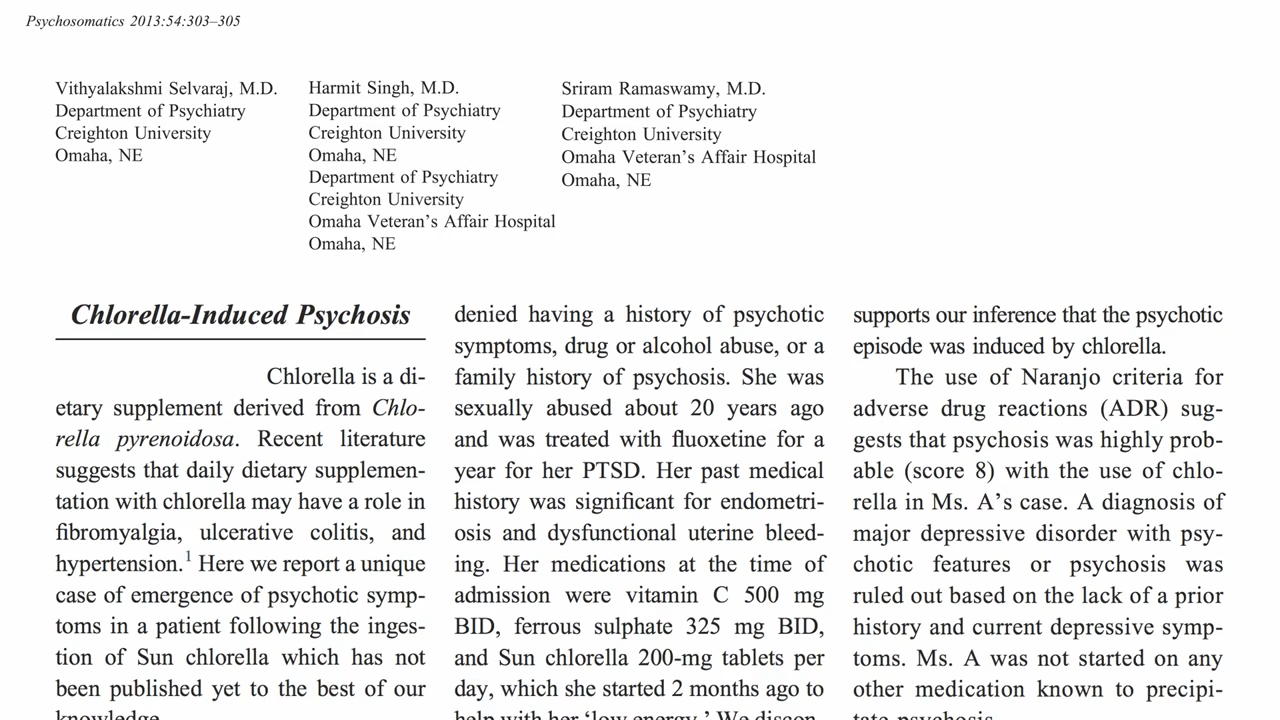 Psychosomatics 2013:54:303–305
Vithyalakshmi Selvaraj, M.D.
Department of Psychiatry
Creighton University
Omaha, NE
Harmit Singh, M.D.
Department of Psychiatry
Creighton University
Omaha, NE
Department of Psychiatry
Creighton University
Omaha Veteran’s Affair Hospital
Omaha, NE
Sriram Ramaswamy, M.D.
Department of Psychiatry
Creighton University
Omaha Veteran’s Affair Hospital
Omaha, NE
Chlorella-Induced Psychosis
Chlorella is a di-
etary supplement derived from Chlo-
rella pyrenoidosa. Recent literature
suggests that daily dietary supplemen-
tation with chlorella may have a role in
fibromyalgia, ulcerative colitis, and
hypertension.1 Here we report a unique
case of emergence of psychotic symp-
toms in a patient following the inges-
tion of Sun chlorella which has not
been published yet to the best of our
knowledge.
denied having a history of psychotic
symptoms, drug or alcohol abuse, or a
family history of psychosis. She was
sexually abused about 20 years ago
and was treated with fluoxetine for a
year for her PTSD. Her past medical
history was significant for endometri-
osis and dysfunctional uterine bleed-
ing. Her medications at the time of
admission were vitamin C 500 mg
BID, ferrous sulphate 325 mg BID,
and Sun chlorella 200-mg tablets per
day, which she started 2 months ago to
help with her ‘low energy.’ We discon-
supports our inference that the psychotic
episode was induced by chlorella.
The use of Naranjo criteria for
adverse drug reactions (ADR) sug-
gests that psychosis was highly prob-
able (score 8) with the use of chlo-
rella in Ms. A’s case. A diagnosis of
major depressive disorder with psy-
chotic features or psychosis was
ruled out based on the lack of a prior
history and current depressive symp-
toms. Ms. A was not started on any
other medication known to precipi-
tate psychosis.